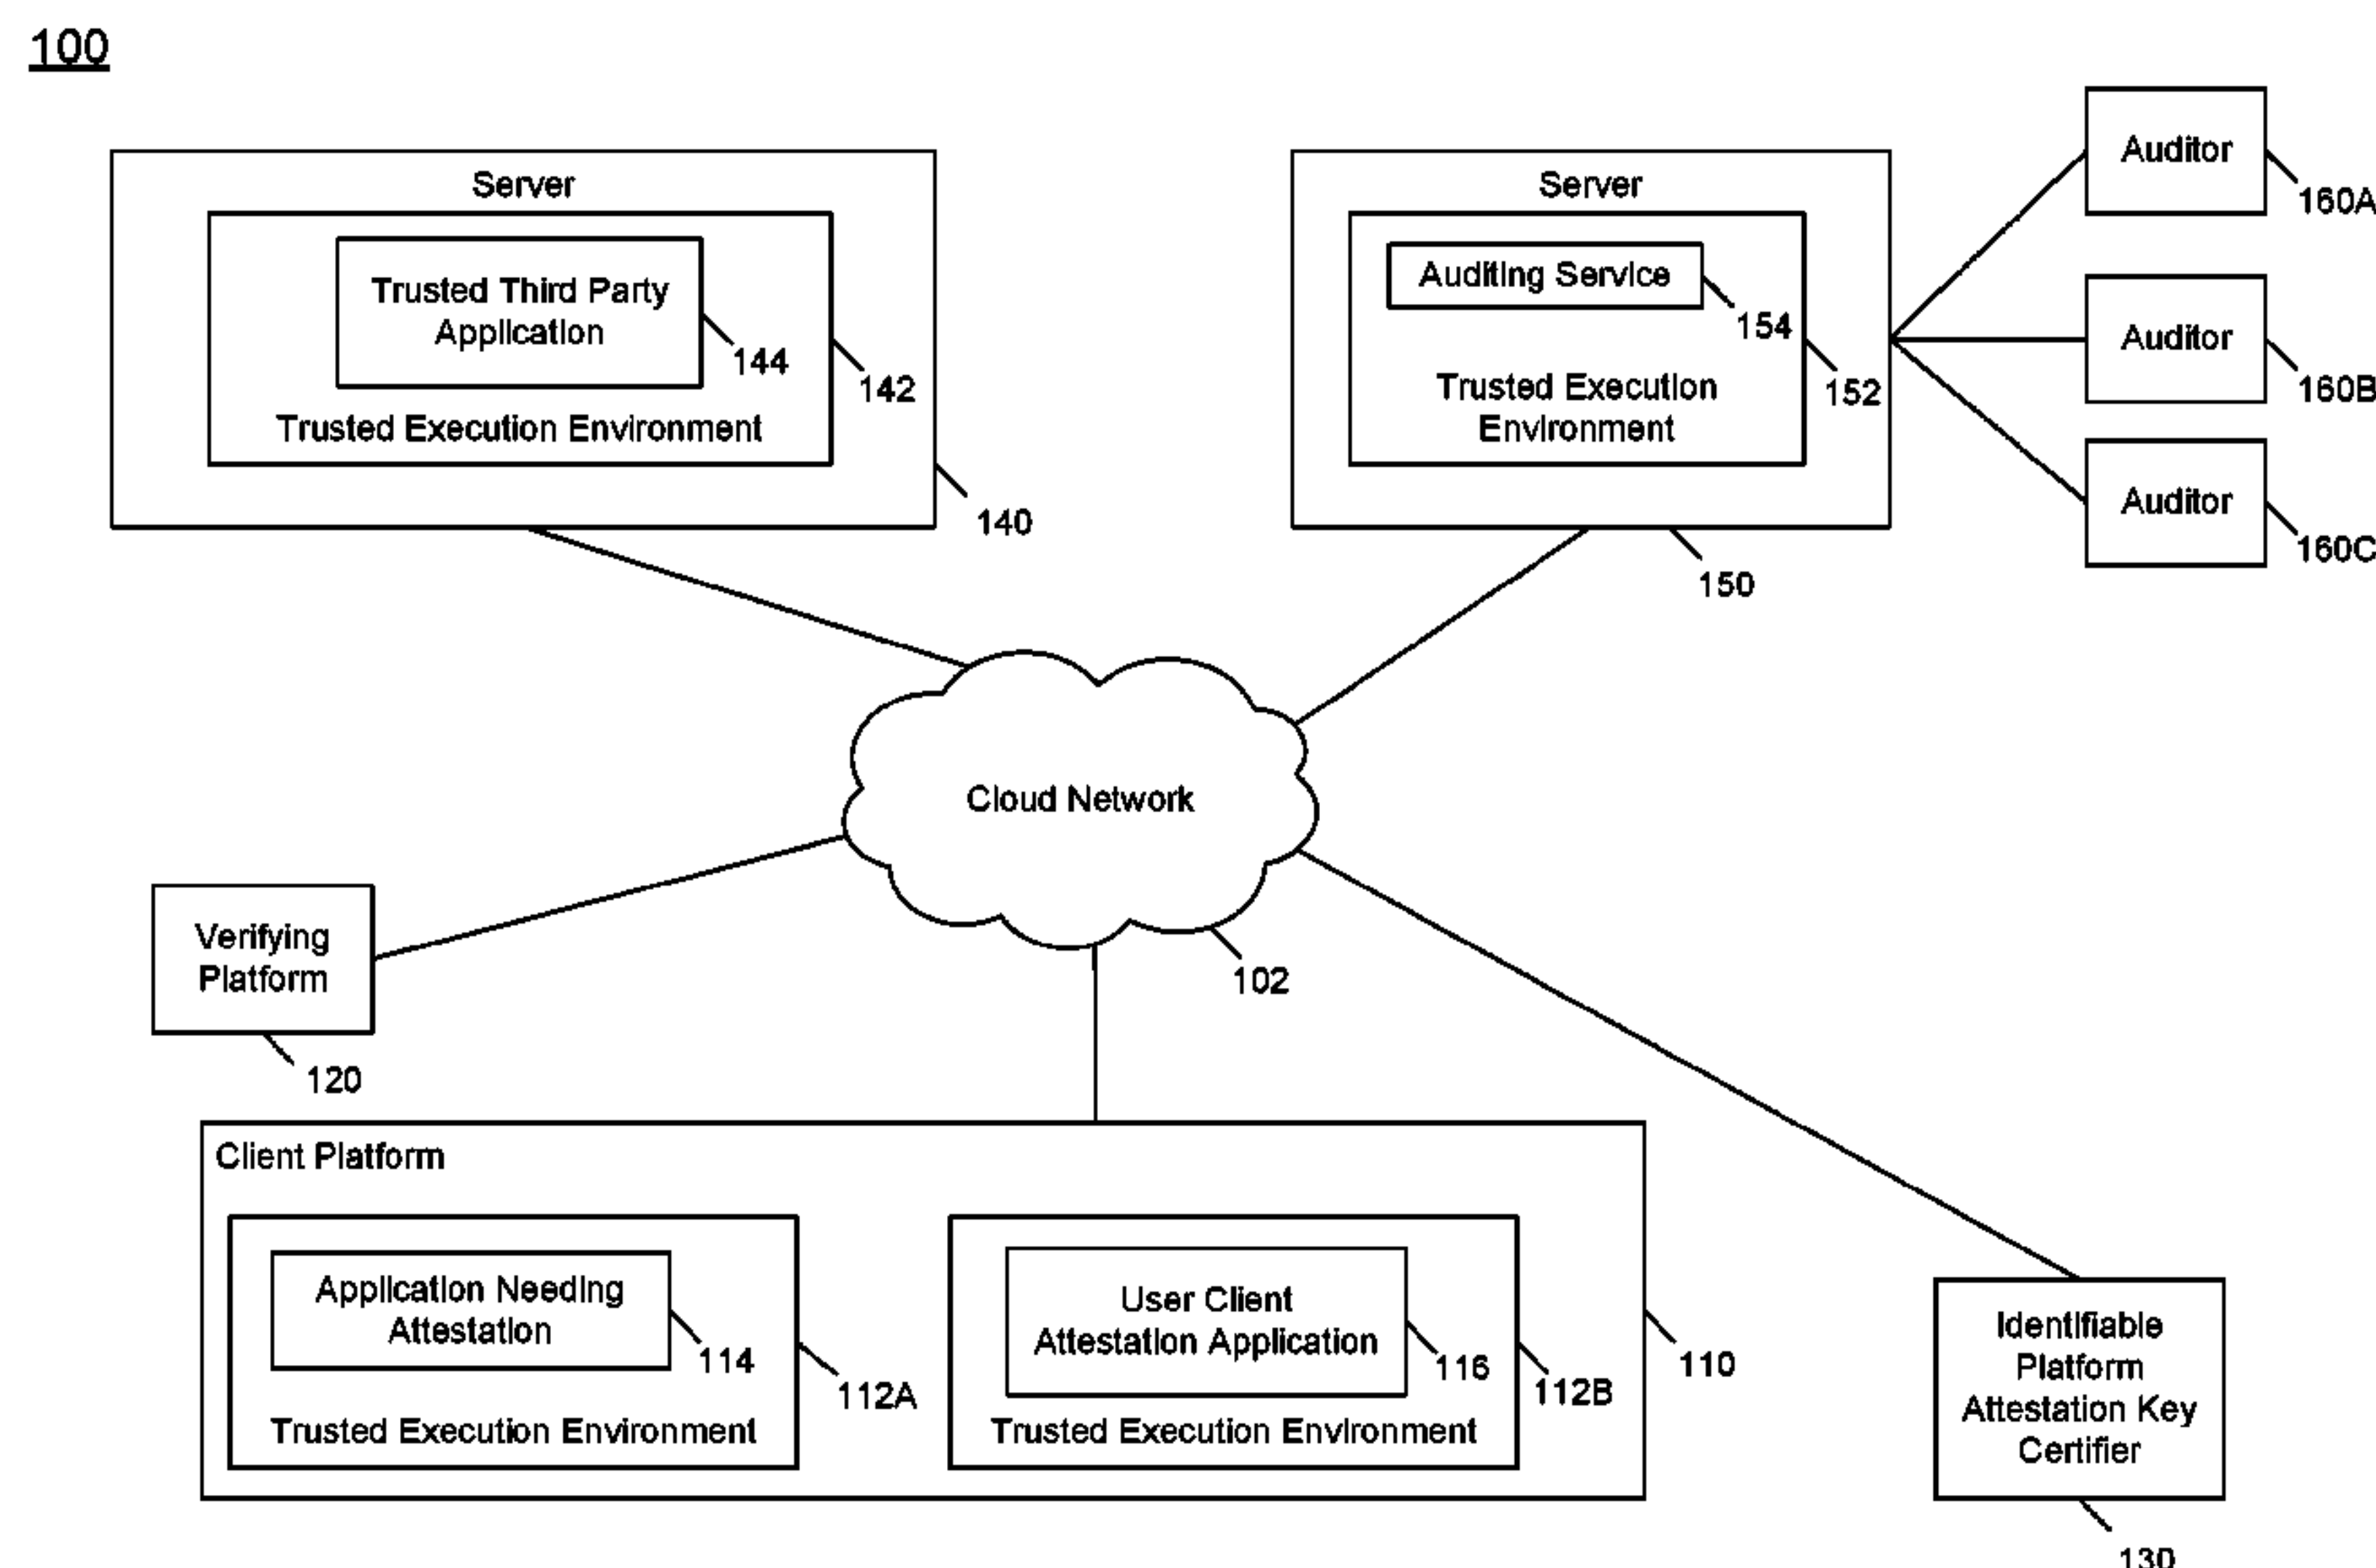 100
Server
Trusted Third Party
Application
144
142
Trusted Execution Environment
140
Server
Auditing Service
154
Trusted Execution
Environment
152
150
Auditor
160A
Auditor
160B
Auditor
160C
Cloud Network
102
Verifying
Platform
120
Client Platform
Application Needing
Attestation
114
112A
Trusted Execution Environment
User Client
Attestation Application
116
112B
Trusted Execution Environment
110
Identifiable
Platform
Attestation Key
Certifier
130